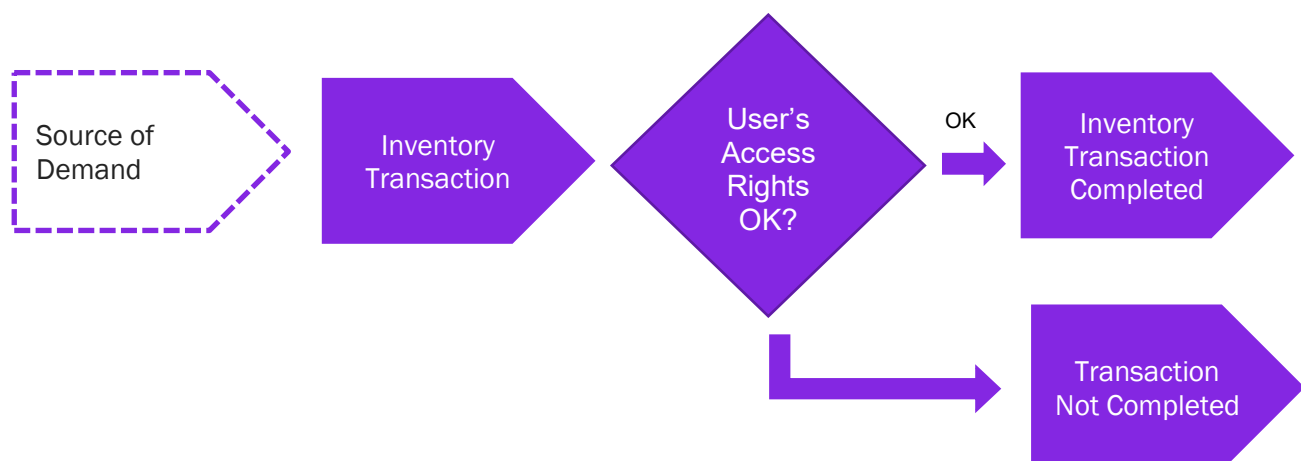 Source of
Demand
Inventory
Transaction
User's
Access
Rights
OK?
OK
Inventory
Transaction
Completed
Transaction
Not Completed